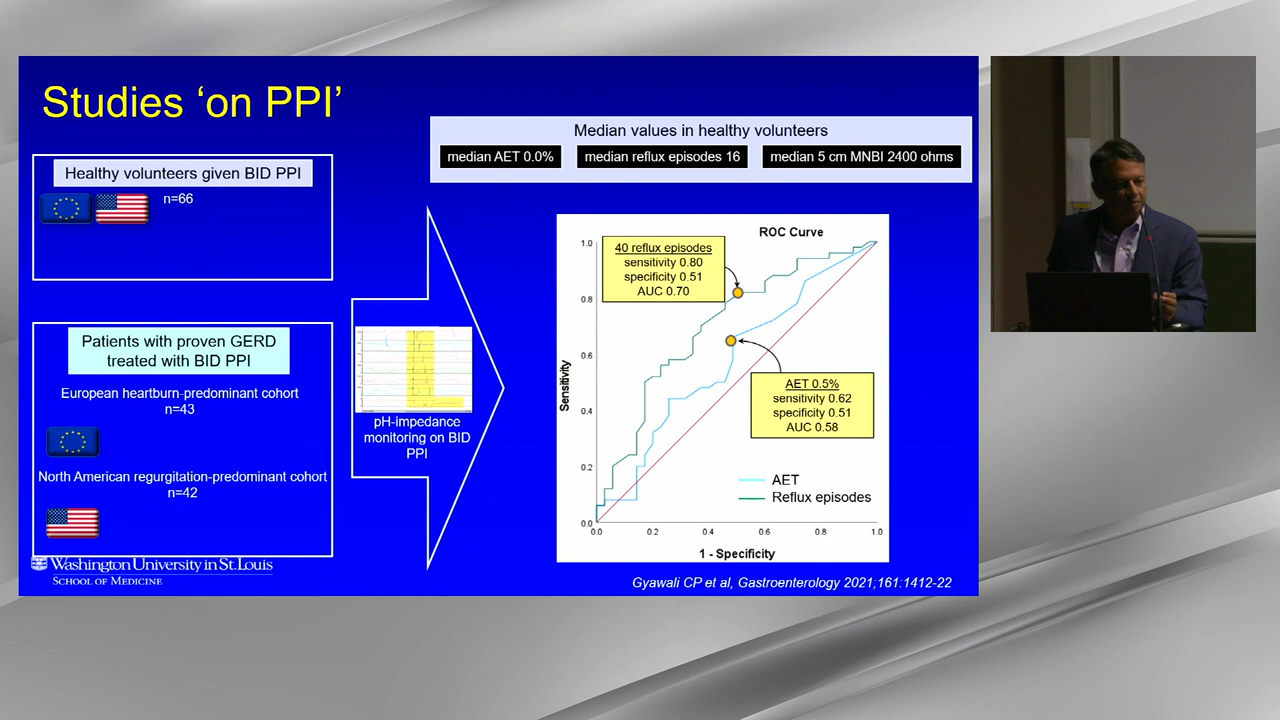 Studies ‘on PPI’
Healthy volunteers given BID PPI
n=66
Patients with proven GERD
treated with BID PPI
European heartburn-predominant cohort
n=43
North American regurgitation-predominant cohort
n=42
Washington University in St. Louis
SCHOOL OF MEDICINE
pH-impedance
monitoring on BID
PPI
Median values in healthy volunteers
median AET 0.0%
median reflux episodes 16
median 5 cm MNBI 2400 ohms
ROC Curve
40 reflux episodes
sensitivity 0.80
specificity 0.51
AUC 0.70
AET 0.5%
sensitivity 0.62
specificity 0.51
AUC 0.58
AET
Reflux episodes
Sensitivity
1.0
0.8
0.6
0.4
0.2
0.0
0.0 0.2 0.4 0.6 0.8 1.0
1 - Specificity
Gyawali CP et al, Gastroenterology 2021;161:1412-22